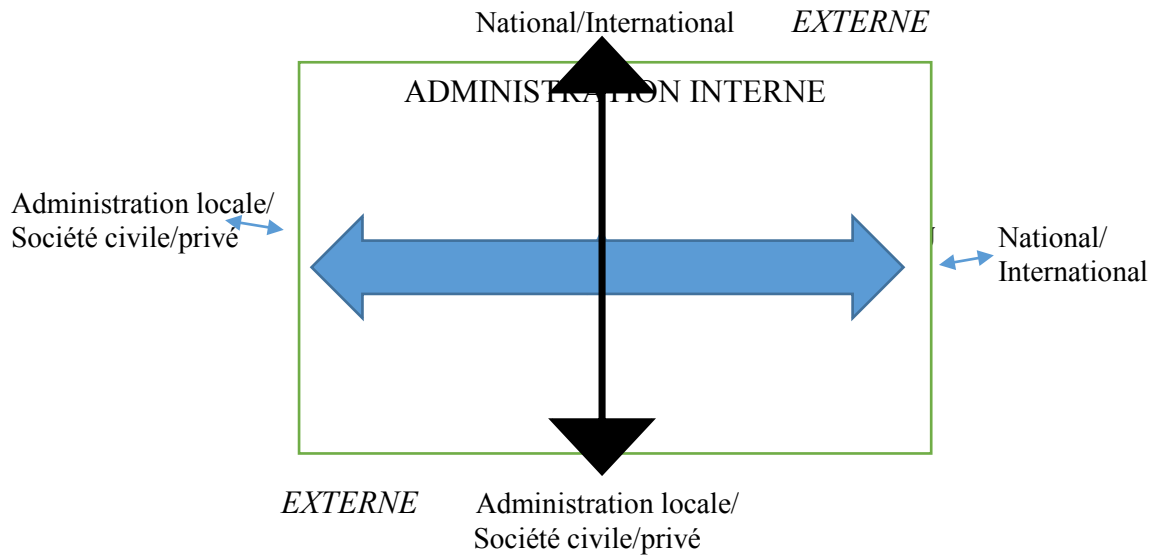 National/International EXTERNE
ADMINISTRATION INTERNE
Administration locale/
Société civile/privé
National/
International
EXTERNE Administration locale/
Société civile/privé